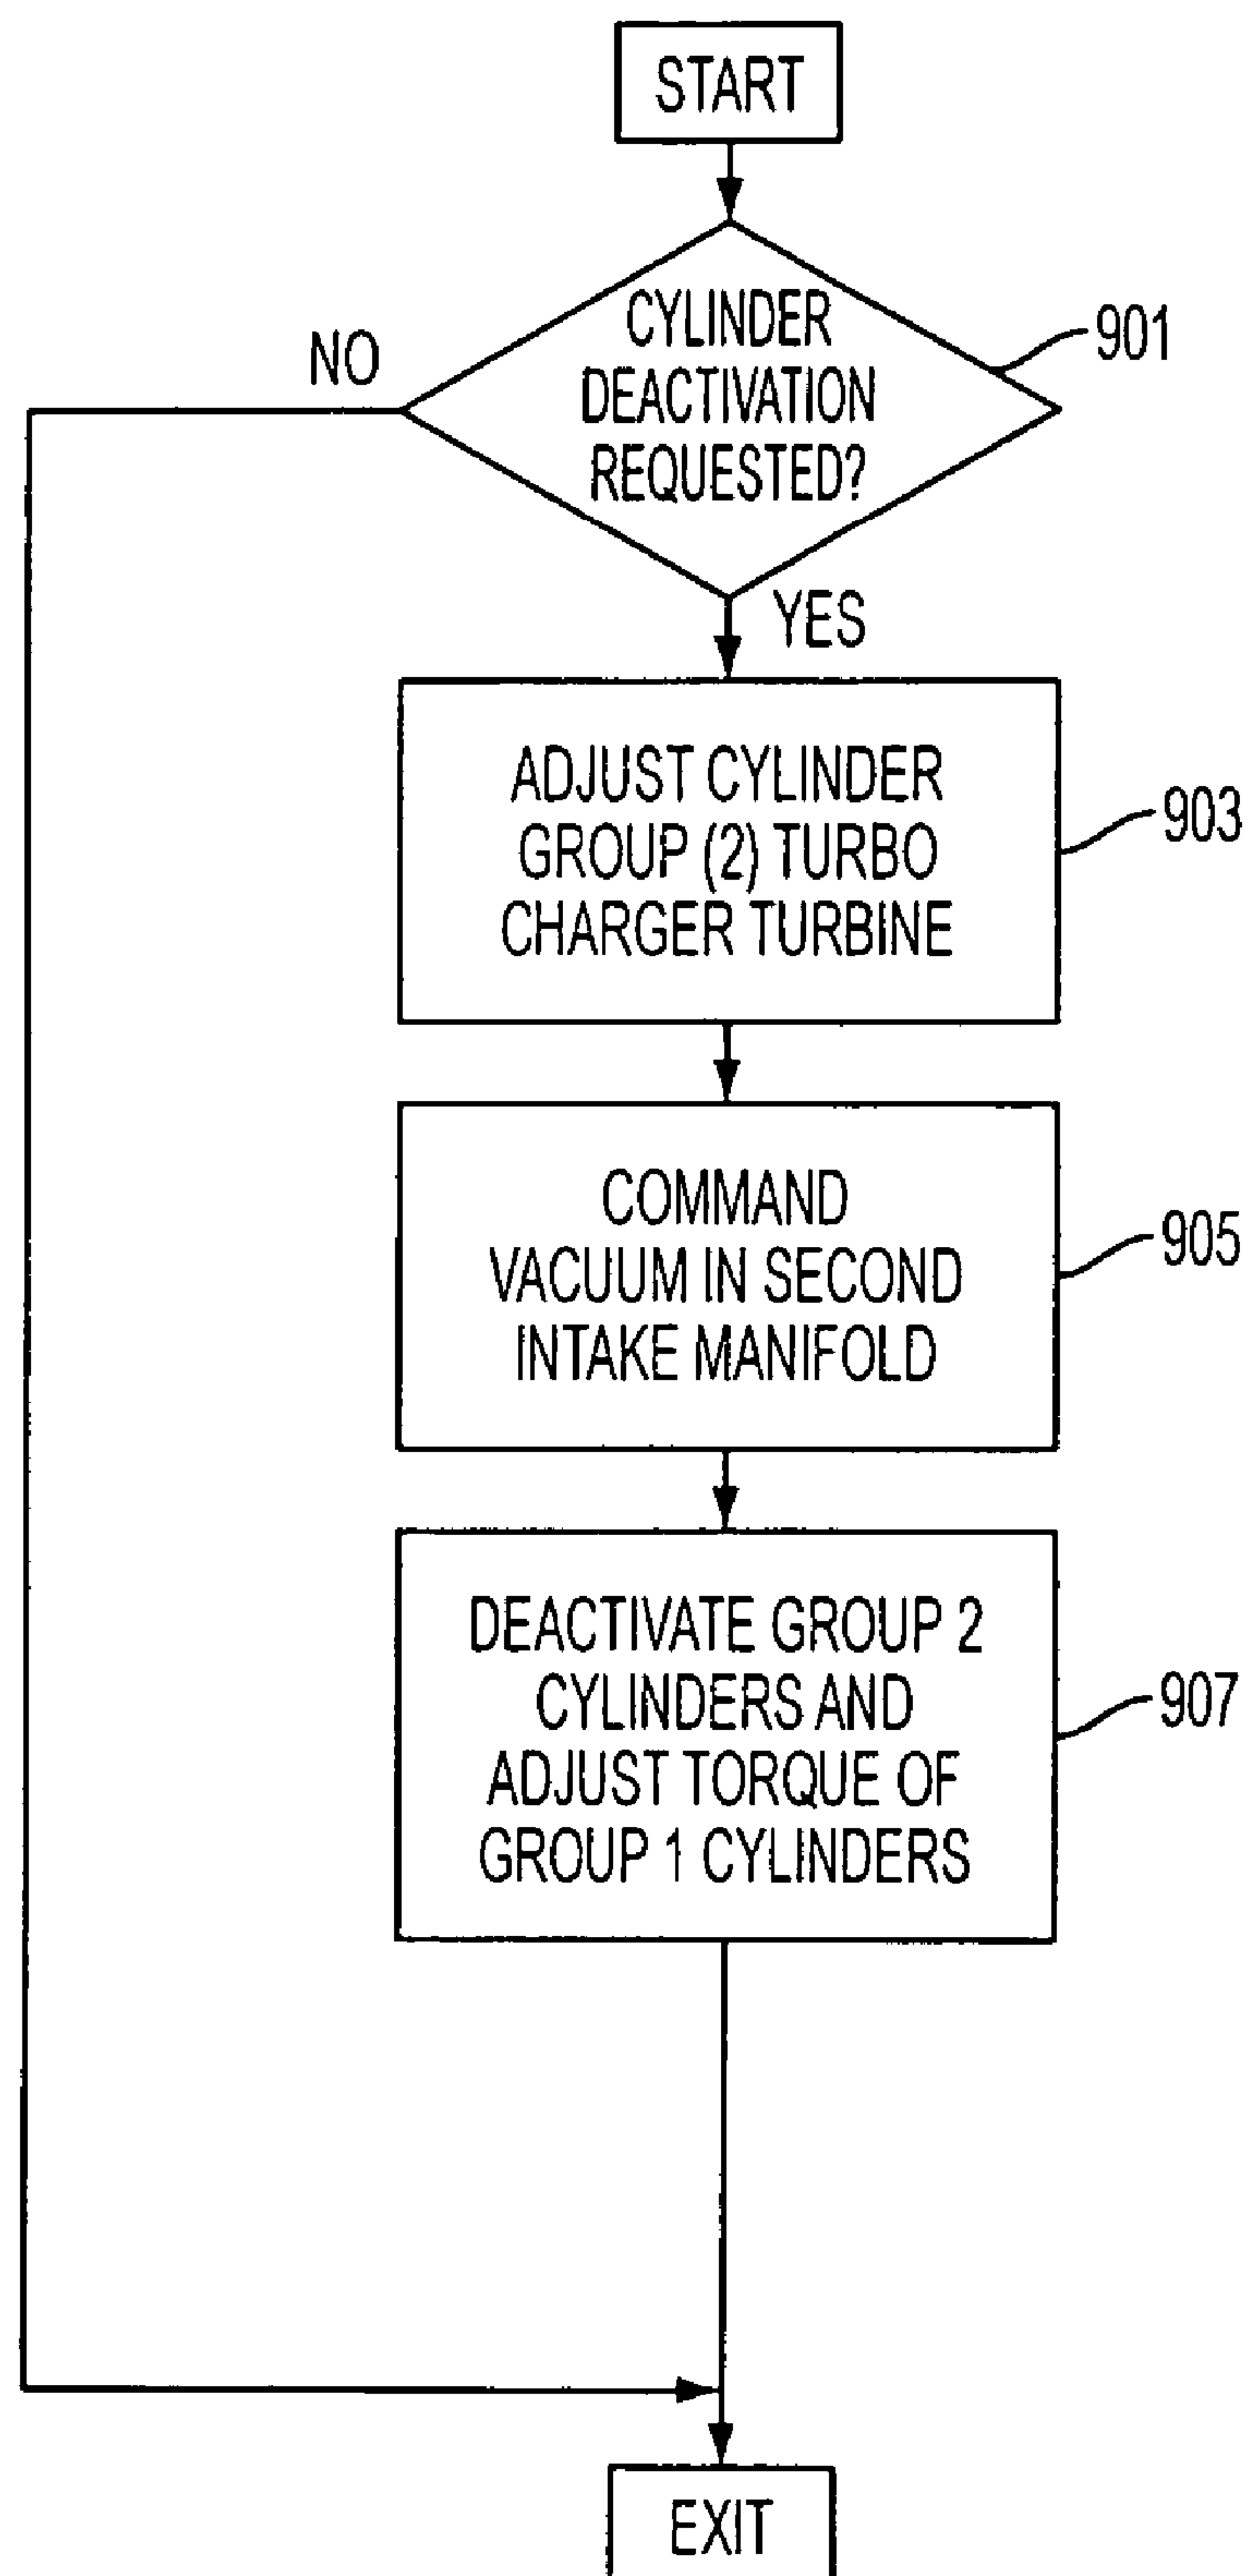 START
CYLINDER
DEACTIVATION
REQUESTED?
901
NO
YES
ADJUST CYLINDER
GROUP (2) TURBO
CHARGER TURBINE
903
COMMAND
VACUUM IN SECOND
INTAKE MANIFOLD
905
DEACTIVATE GROUP 2
CYLINDERS AND
ADJUST TORQUE OF
GROUP 1 CYLINDERS
907
EXIT